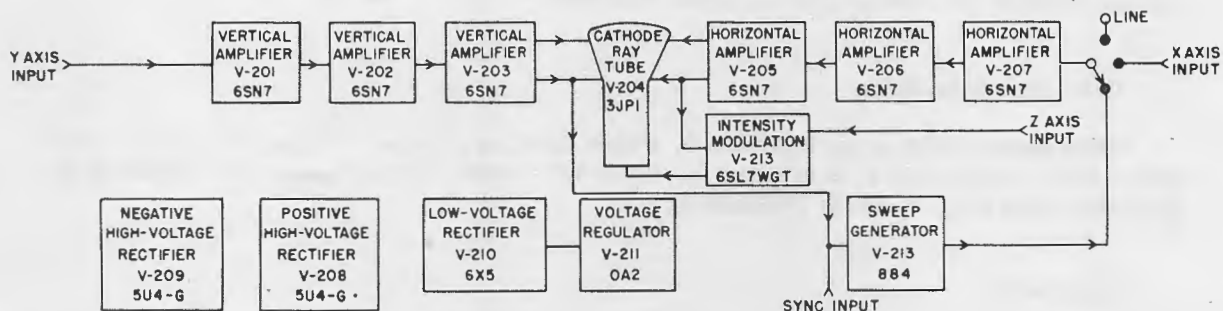 Y AXIS
INPUT
VERTICAL
AMPLIFIER
V-201
6SN7
VERTICAL
AMPLIFIER
V-202
6SN7
VERTICAL
AMPLIFIER
V-203
6SN7
CATHODE
RAY
TUBE
V-204
3JP1
HORIZONTAL
AMPLIFIER
V-205
6SN7
HORIZONTAL
AMPLIFIER
V-206
6SN7
HORIZONTAL
AMPLIFIER
V-207
6SN7
LINE
X AXIS
INPUT
INTENSITY
MODULATION
V-213
6SL7WGT
Z AXIS
INPUT
NEGATIVE
HIGH-VOLTAGE
RECTIFIER
V-209
5U4-G
POSITIVE
HIGH-VOLTAGE
RECTIFIER
V-208
5U4-G
LOW-VOLTAGE
RECTIFIER
V-210
6X5
VOLTAGE
REGULATOR
V-211
OA2
SWEEP
GENERATOR
V-213
884
SYNC INPUT